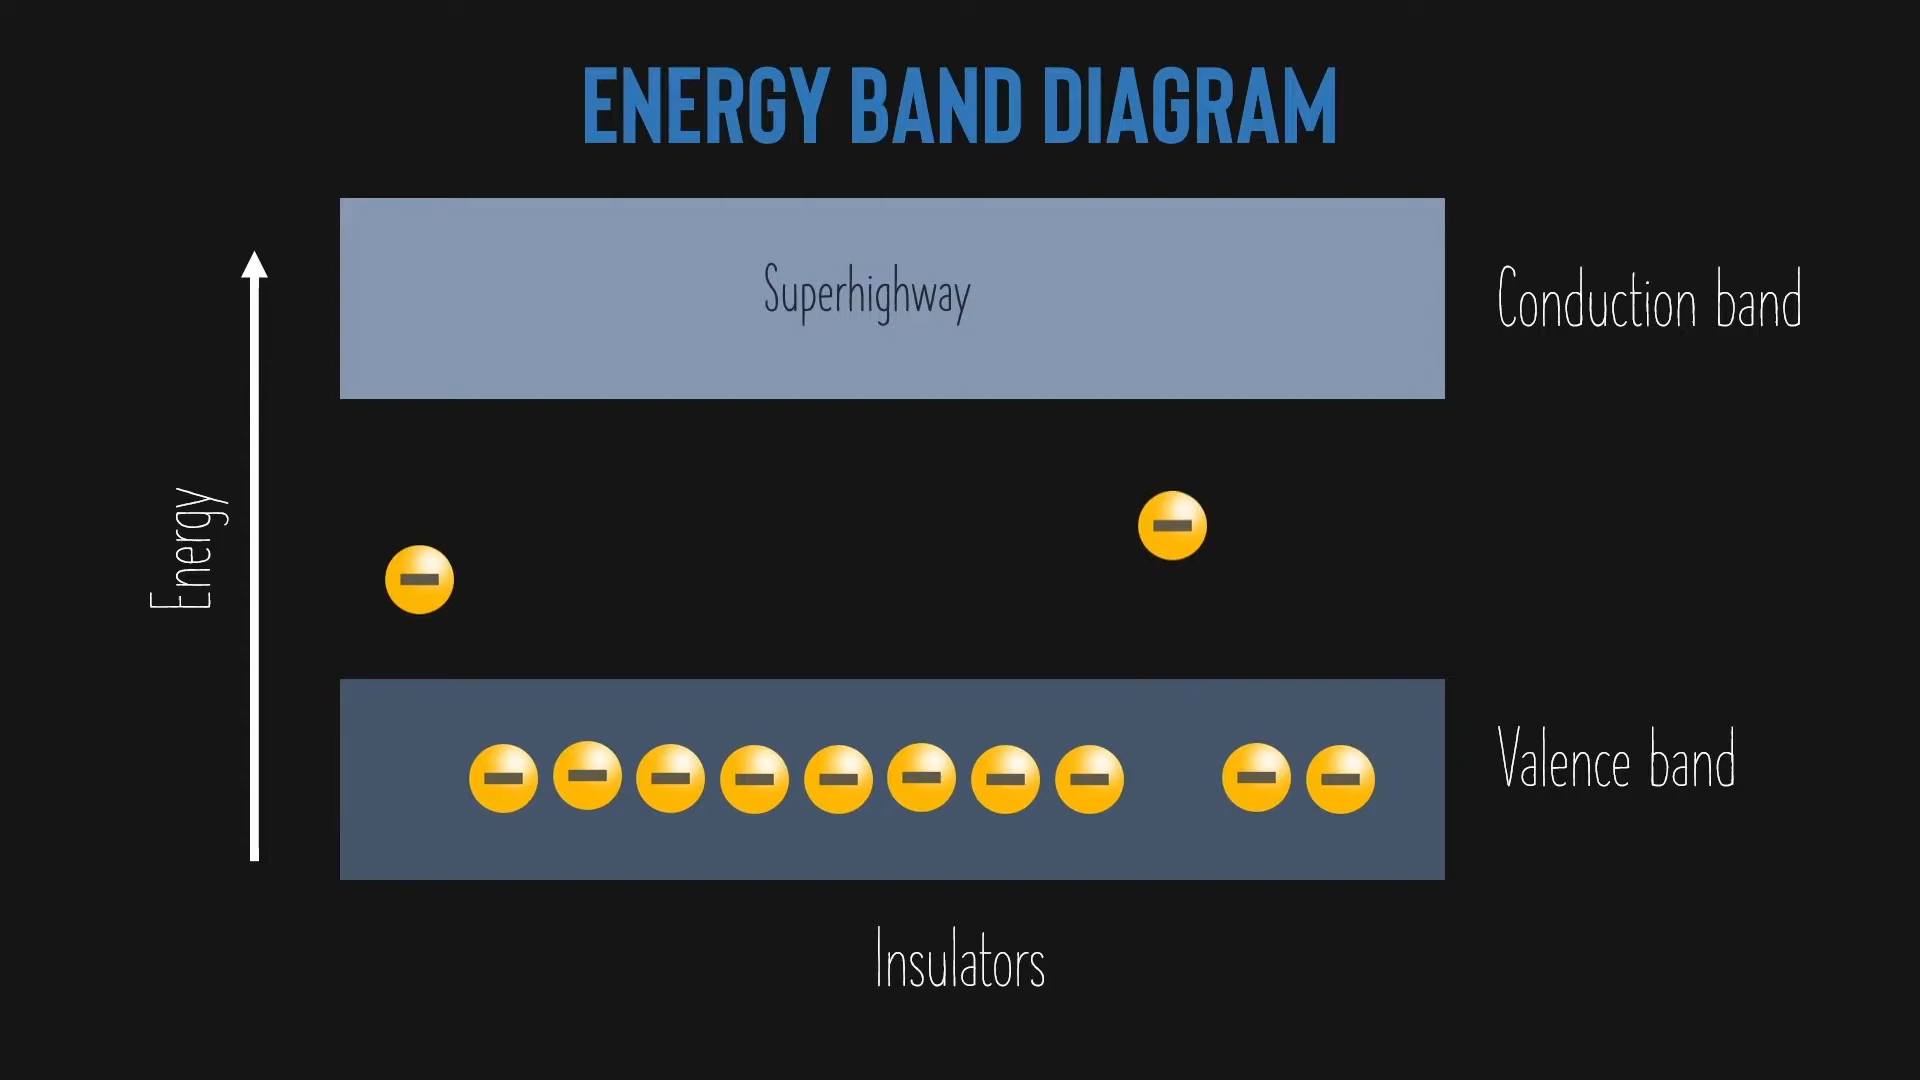 ENERGY BAND DIAGRAM
Superhighway
Conduction band
Energy
Valence band
Insulators